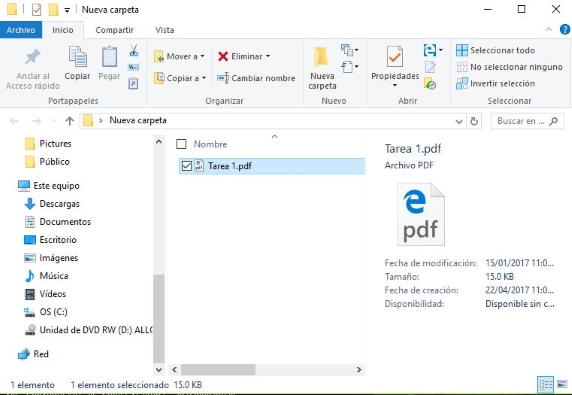 Nueva carpeta
Archivo Inicio Compartir Vista
Anclar al Acceso rápido
Copiar
Pegar
Mover a
Copiar a
Eliminar
Cambiar nombre
Nueva carpeta
Propiedades
Seleccionar todo
No seleccionar ninguno
Invertir selección
Portapapeles Organizar Nuevo Abrir Seleccionar
Nueva carpeta
Buscar en ...
Pictures
Público
Este equipo
Descargas
Documentos
Escritorio
Imágenes
Música
Vídeos
OS (C:)
Unidad de DVD RW (D:) ALLC
Red
Nombre
Tarea 1.pdf
Tarea 1.pdf
Archivo PDF
pdf
Fecha de modificación: 15/01/2017 11:0...
Tamaño: 15.0 KB
Fecha de creación: 22/04/2017 11:0...
Disponibilidad: Disponible sin c...
1 elemento 1 elemento seleccionado 15.0 KB